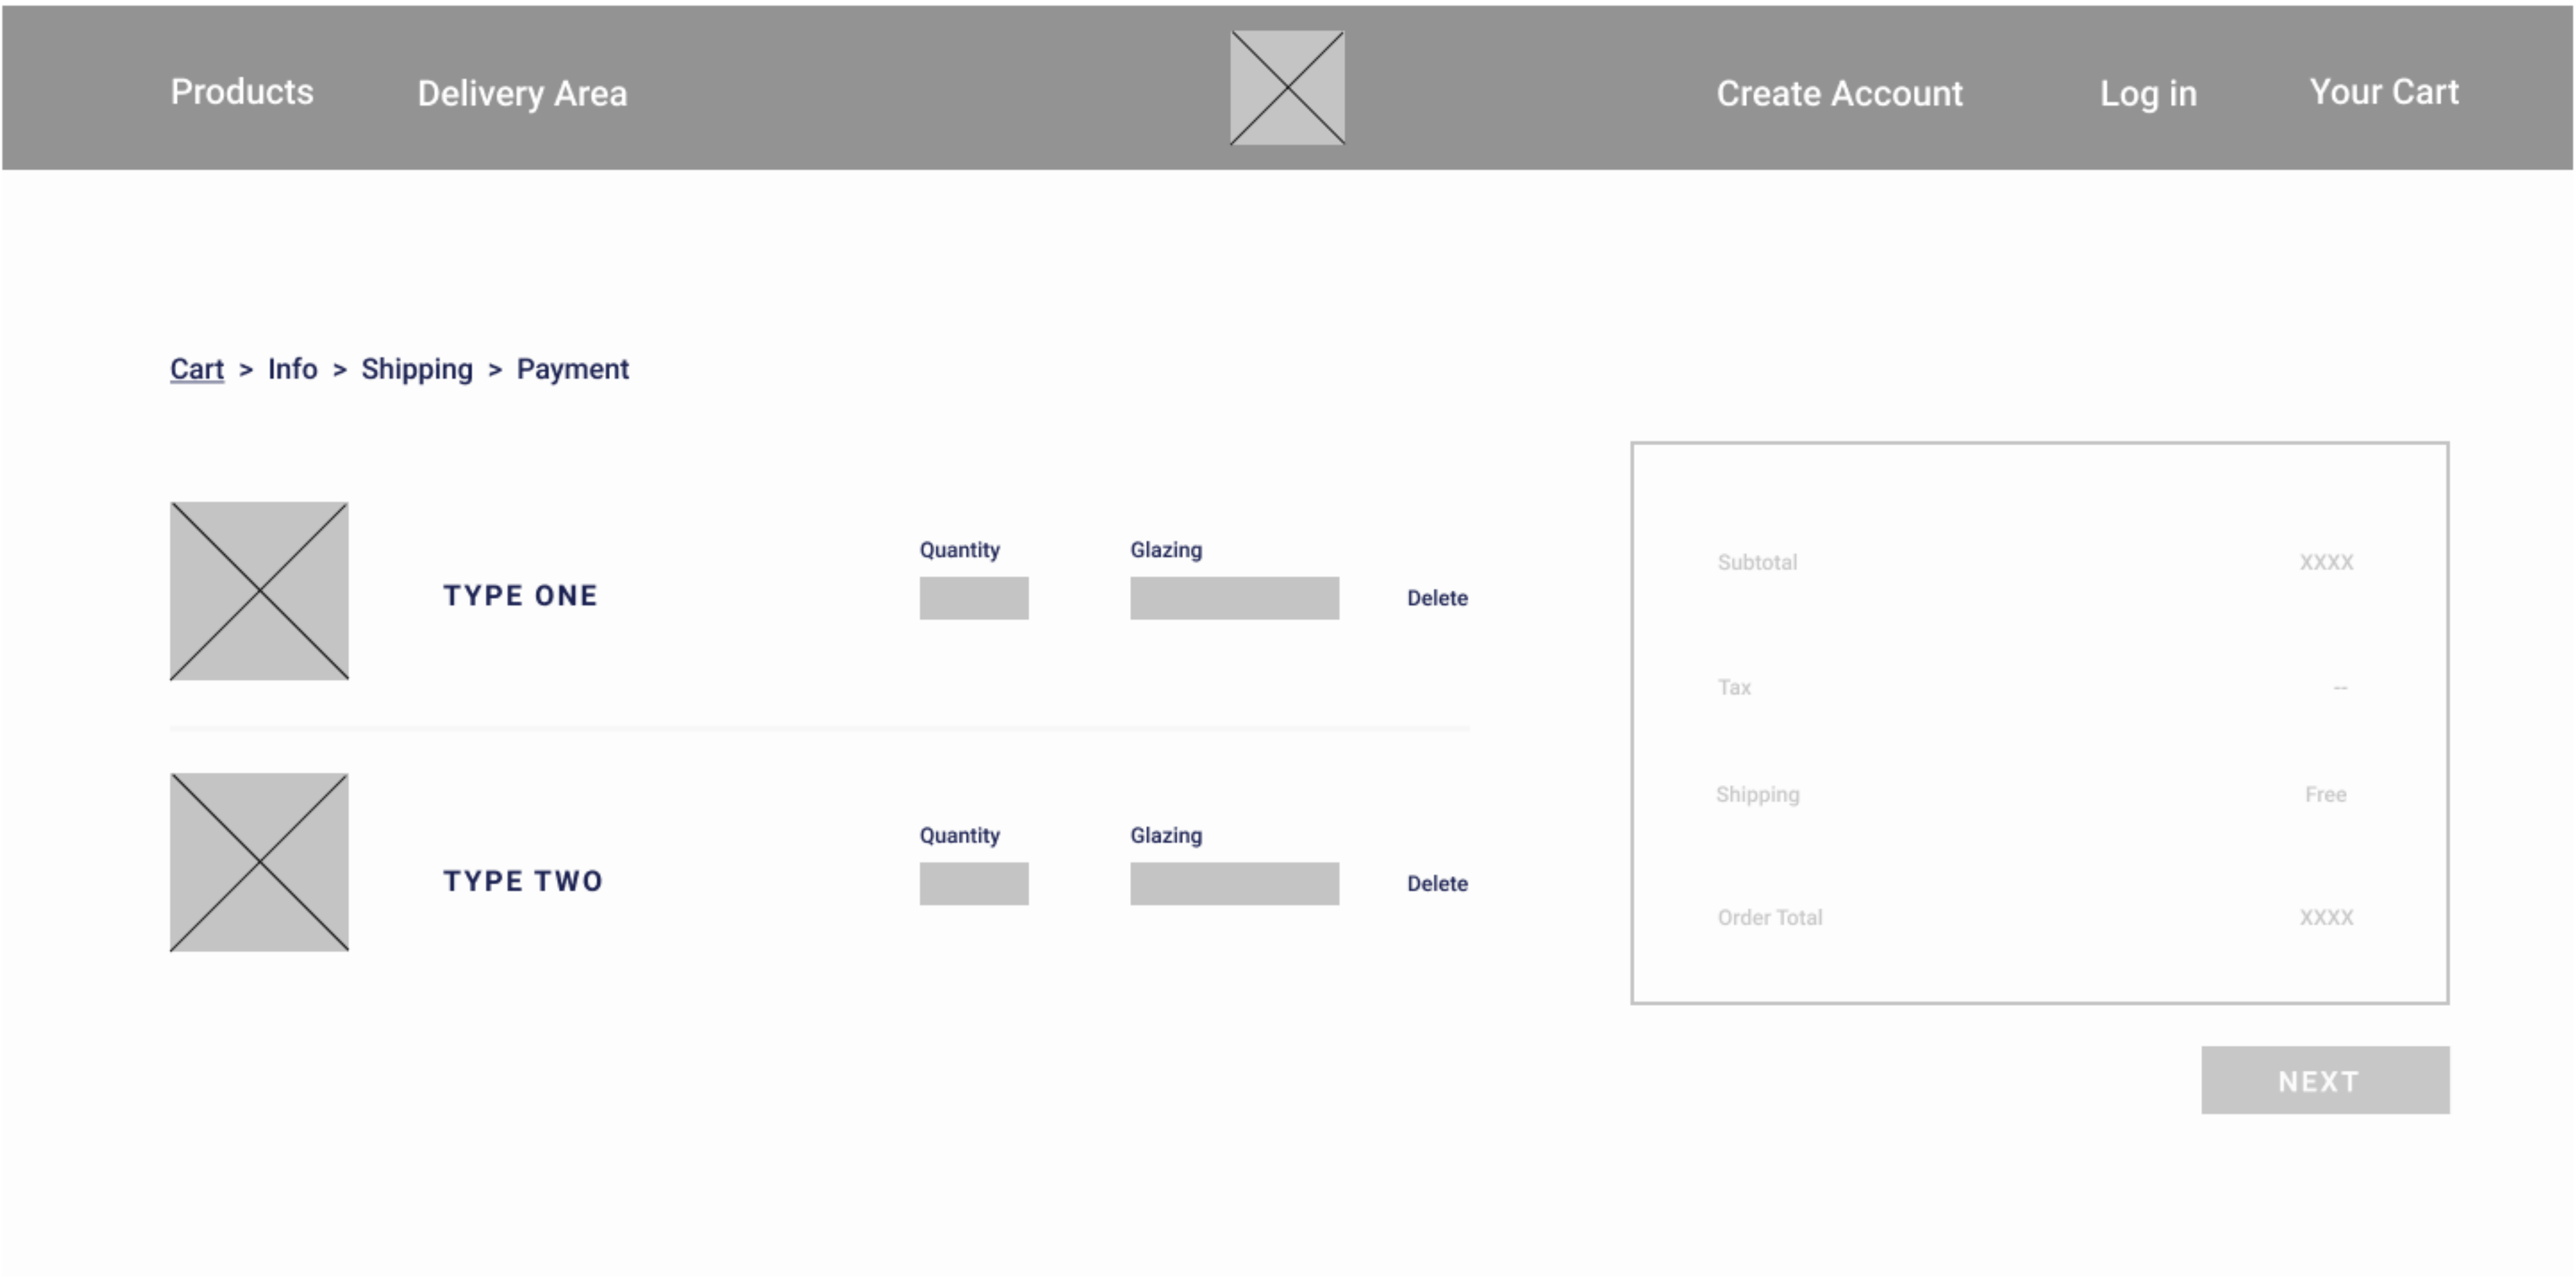 Products Delivery Area Create Account Log in Your Cart
Cart > Info > Shipping > Payment
TYPE ONE
Quantity
Glazing
Delete
TYPE TWO
Quantity
Glazing
Delete
Subtotal XXXX
Tax --
Shipping Free
Order Total XXXX
NEXT